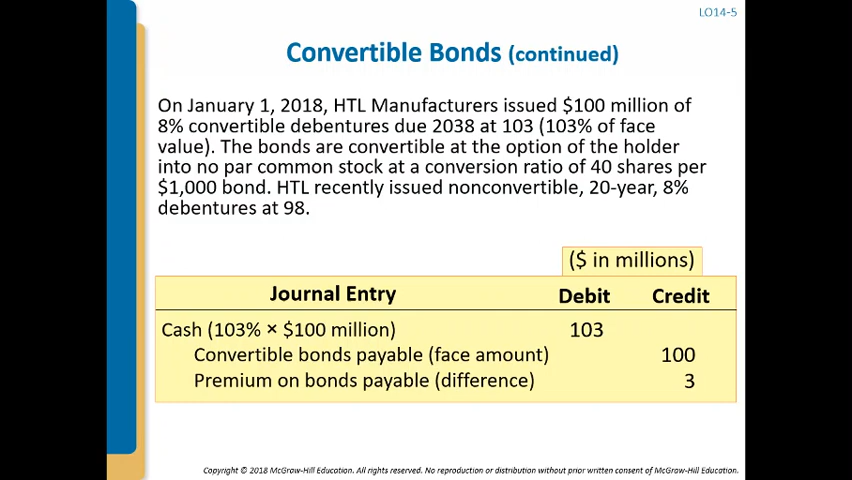 LO14-5
Convertible Bonds (continued)
On January 1, 2018, HTL Manufacturers issued $100 million of
8% convertible debentures due 2038 at 103 (103% of face
value). The bonds are convertible at the option of the holder
into no par common stock at a conversion ratio of 40 shares per
$1,000 bond. HTL recently issued nonconvertible, 20-year, 8%
debentures at 98.
($ in millions)
Journal Entry Debit Credit
Cash (103% × $100 million) 103
Convertible bonds payable (face amount) 100
Premium on bonds payable (difference) 3
Copyright © 2018 McGraw-Hill Education. All rights reserved. No reproduction or distribution without prior written consent of McGraw-Hill Education.